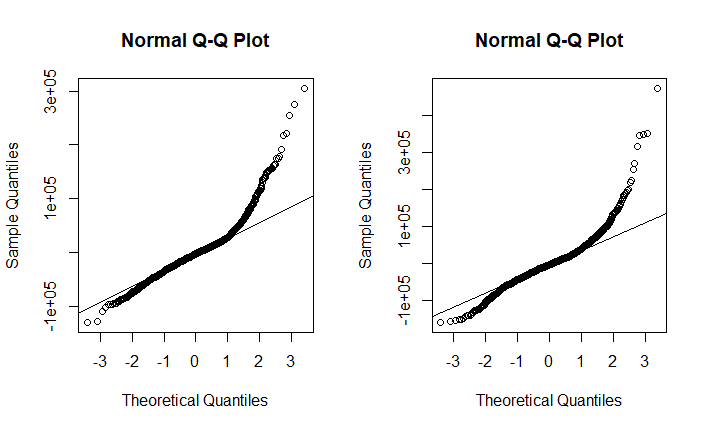 Normal Q-Q Plot
Sample Quantiles
-1e+05 1e+05 3e+05
-3 -2 -1 0 1 2 3
Theoretical Quantiles
Normal Q-Q Plot
Sample Quantiles
-1e+05 1e+05 3e+05
-3 -2 -1 0 1 2 3
Theoretical Quantiles